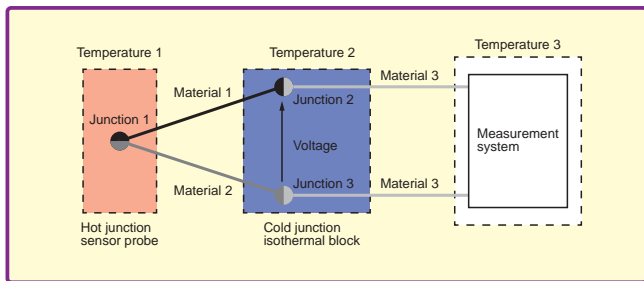 Temperature 1
Temperature 2
Temperature 3
Material 1
Material 3
Junction 1
Junction 2
Voltage
Measurement
system
Junction 3
Material 2
Material 3
Hot junction
sensor probe
Cold junction
isothermal block